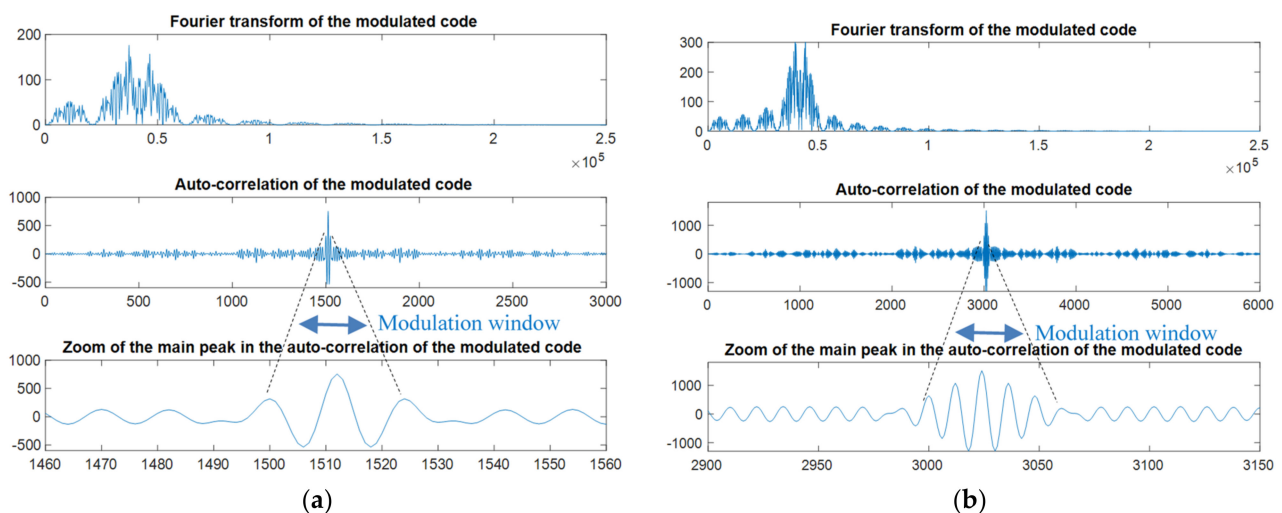 Fourier transform of the modulated code
200
100
0
0 0.5 1 1.5 2 2.5
×10^5
Auto-correlation of the modulated code
1000
500
0
-500
0 500 1000 1500 2000 2500 3000
Modulation window
Zoom of the main peak in the auto-correlation of the modulated code
1000
500
0
-500
1460 1470 1480 1490 1500 1510 1520 1530 1540 1550 1560
(a)
Fourier transform of the modulated code
300
200
100
0
0 0.5 1 1.5 2 2.5
×10^5
Auto-correlation of the modulated code
1000
0
-1000
0 1000 2000 3000 4000 5000 6000
Modulation window
Zoom of the main peak in the auto-correlation of the modulated code
1000
0
-1000
2900 2950 3000 3050 3100 3150
(b)